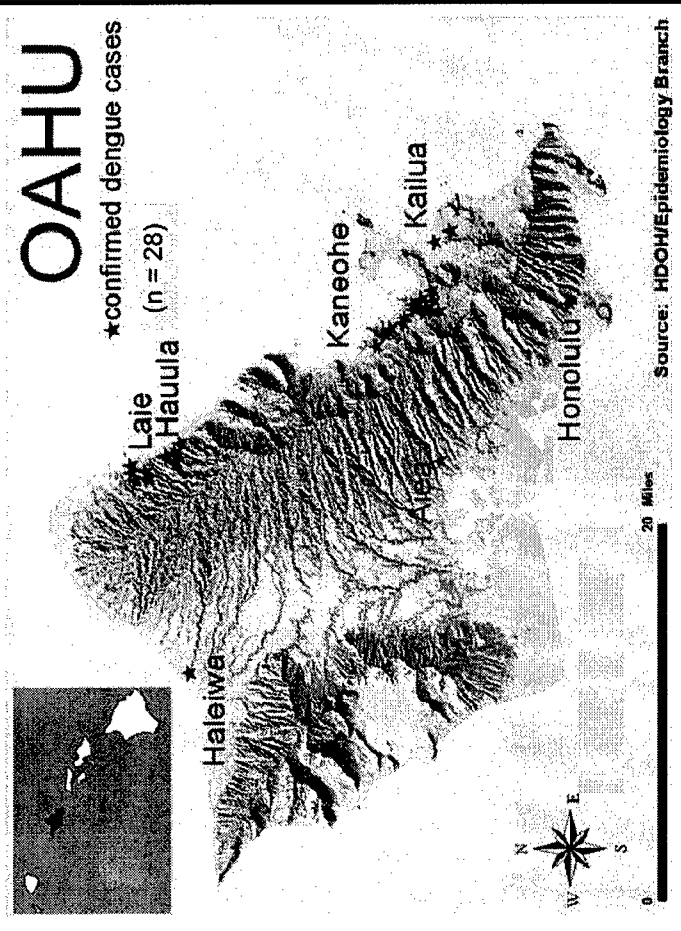 OAHU
★confirmed dengue cases
(n = 28)
Laie
Hauula
Haleiwa
Kaneohe
Kailua
Aiea
Honolulu
N
W
E
S
0
20 Miles
Source: HDOH/Epidemiology Branch